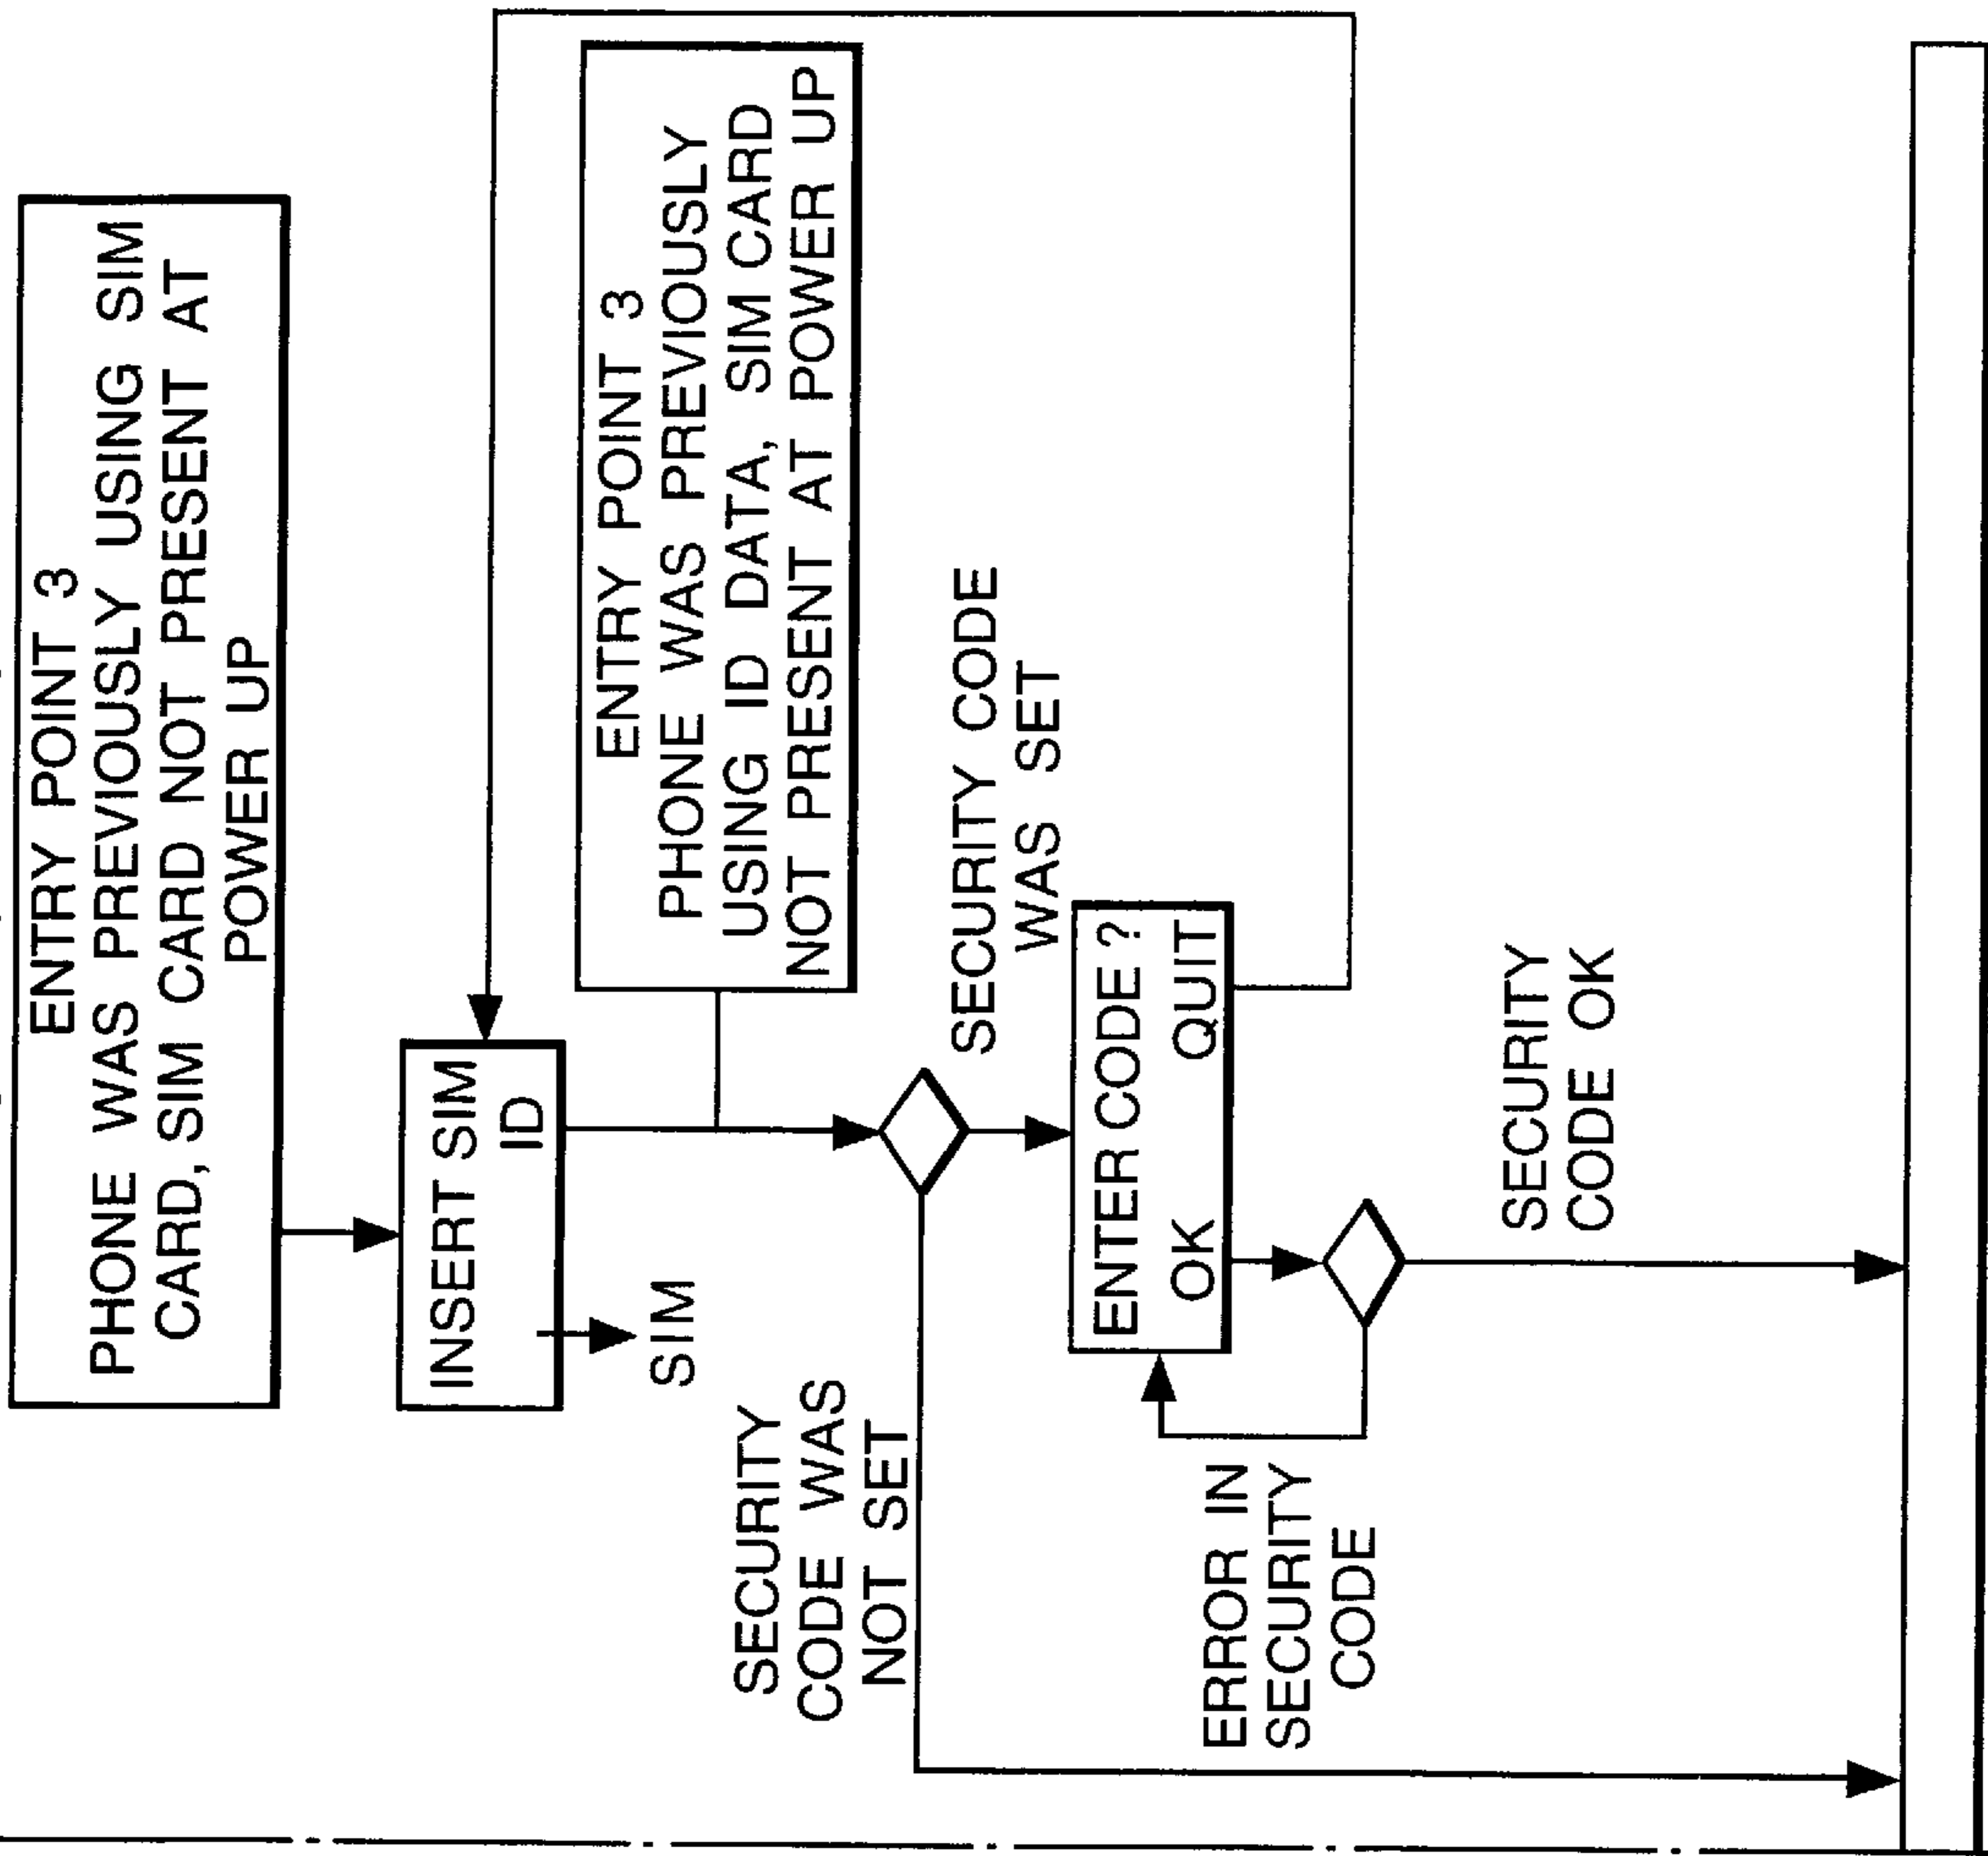 ENTRY POINT 3
PHONE WAS PREVIOUSLY USING SIM
CARD, SIM CARD NOT PRESENT AT
POWER UP
INSERT SIM
ID
SIM
ENTRY POINT 3
PHONE WAS PREVIOUSLY
USING ID DATA, SIM CARD
NOT PRESENT AT POWER UP
SECURITY
CODE WAS
NOT SET
SECURITY CODE
WAS SET
ENTER CODE ?
OK QUIT
ERROR IN
SECURITY
CODE
SECURITY
CODE OK